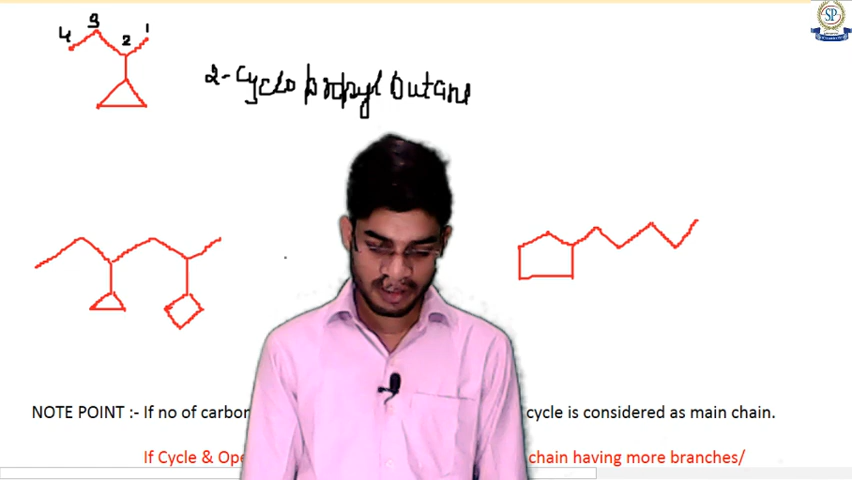 4 3 2 1
2-Cyclo propyl butane
NOTE POINT :- If no of carbon cycle is considered as main chain.
If Cycle & Ope chain having more branches/
SP